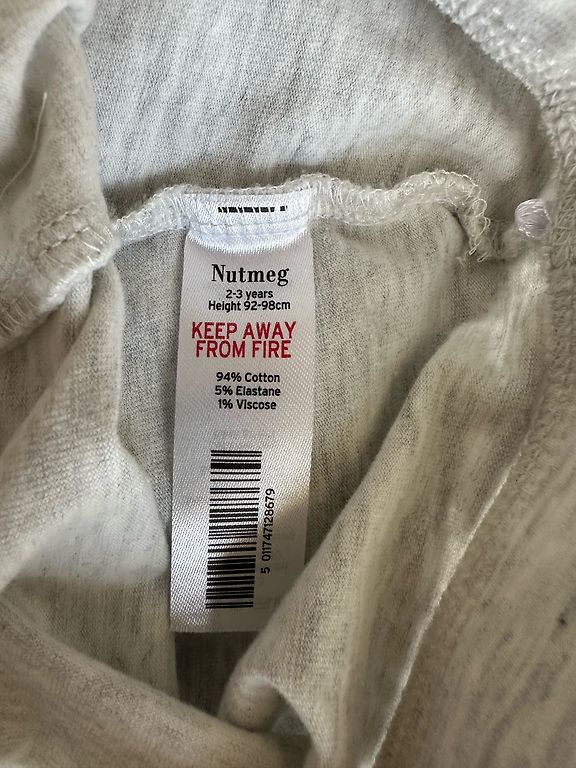 Nutmeg
2-3 years
Height 92-98cm
KEEP AWAY
FROM FIRE
94% Cotton
5% Elastane
1% Viscose
5 011747128679